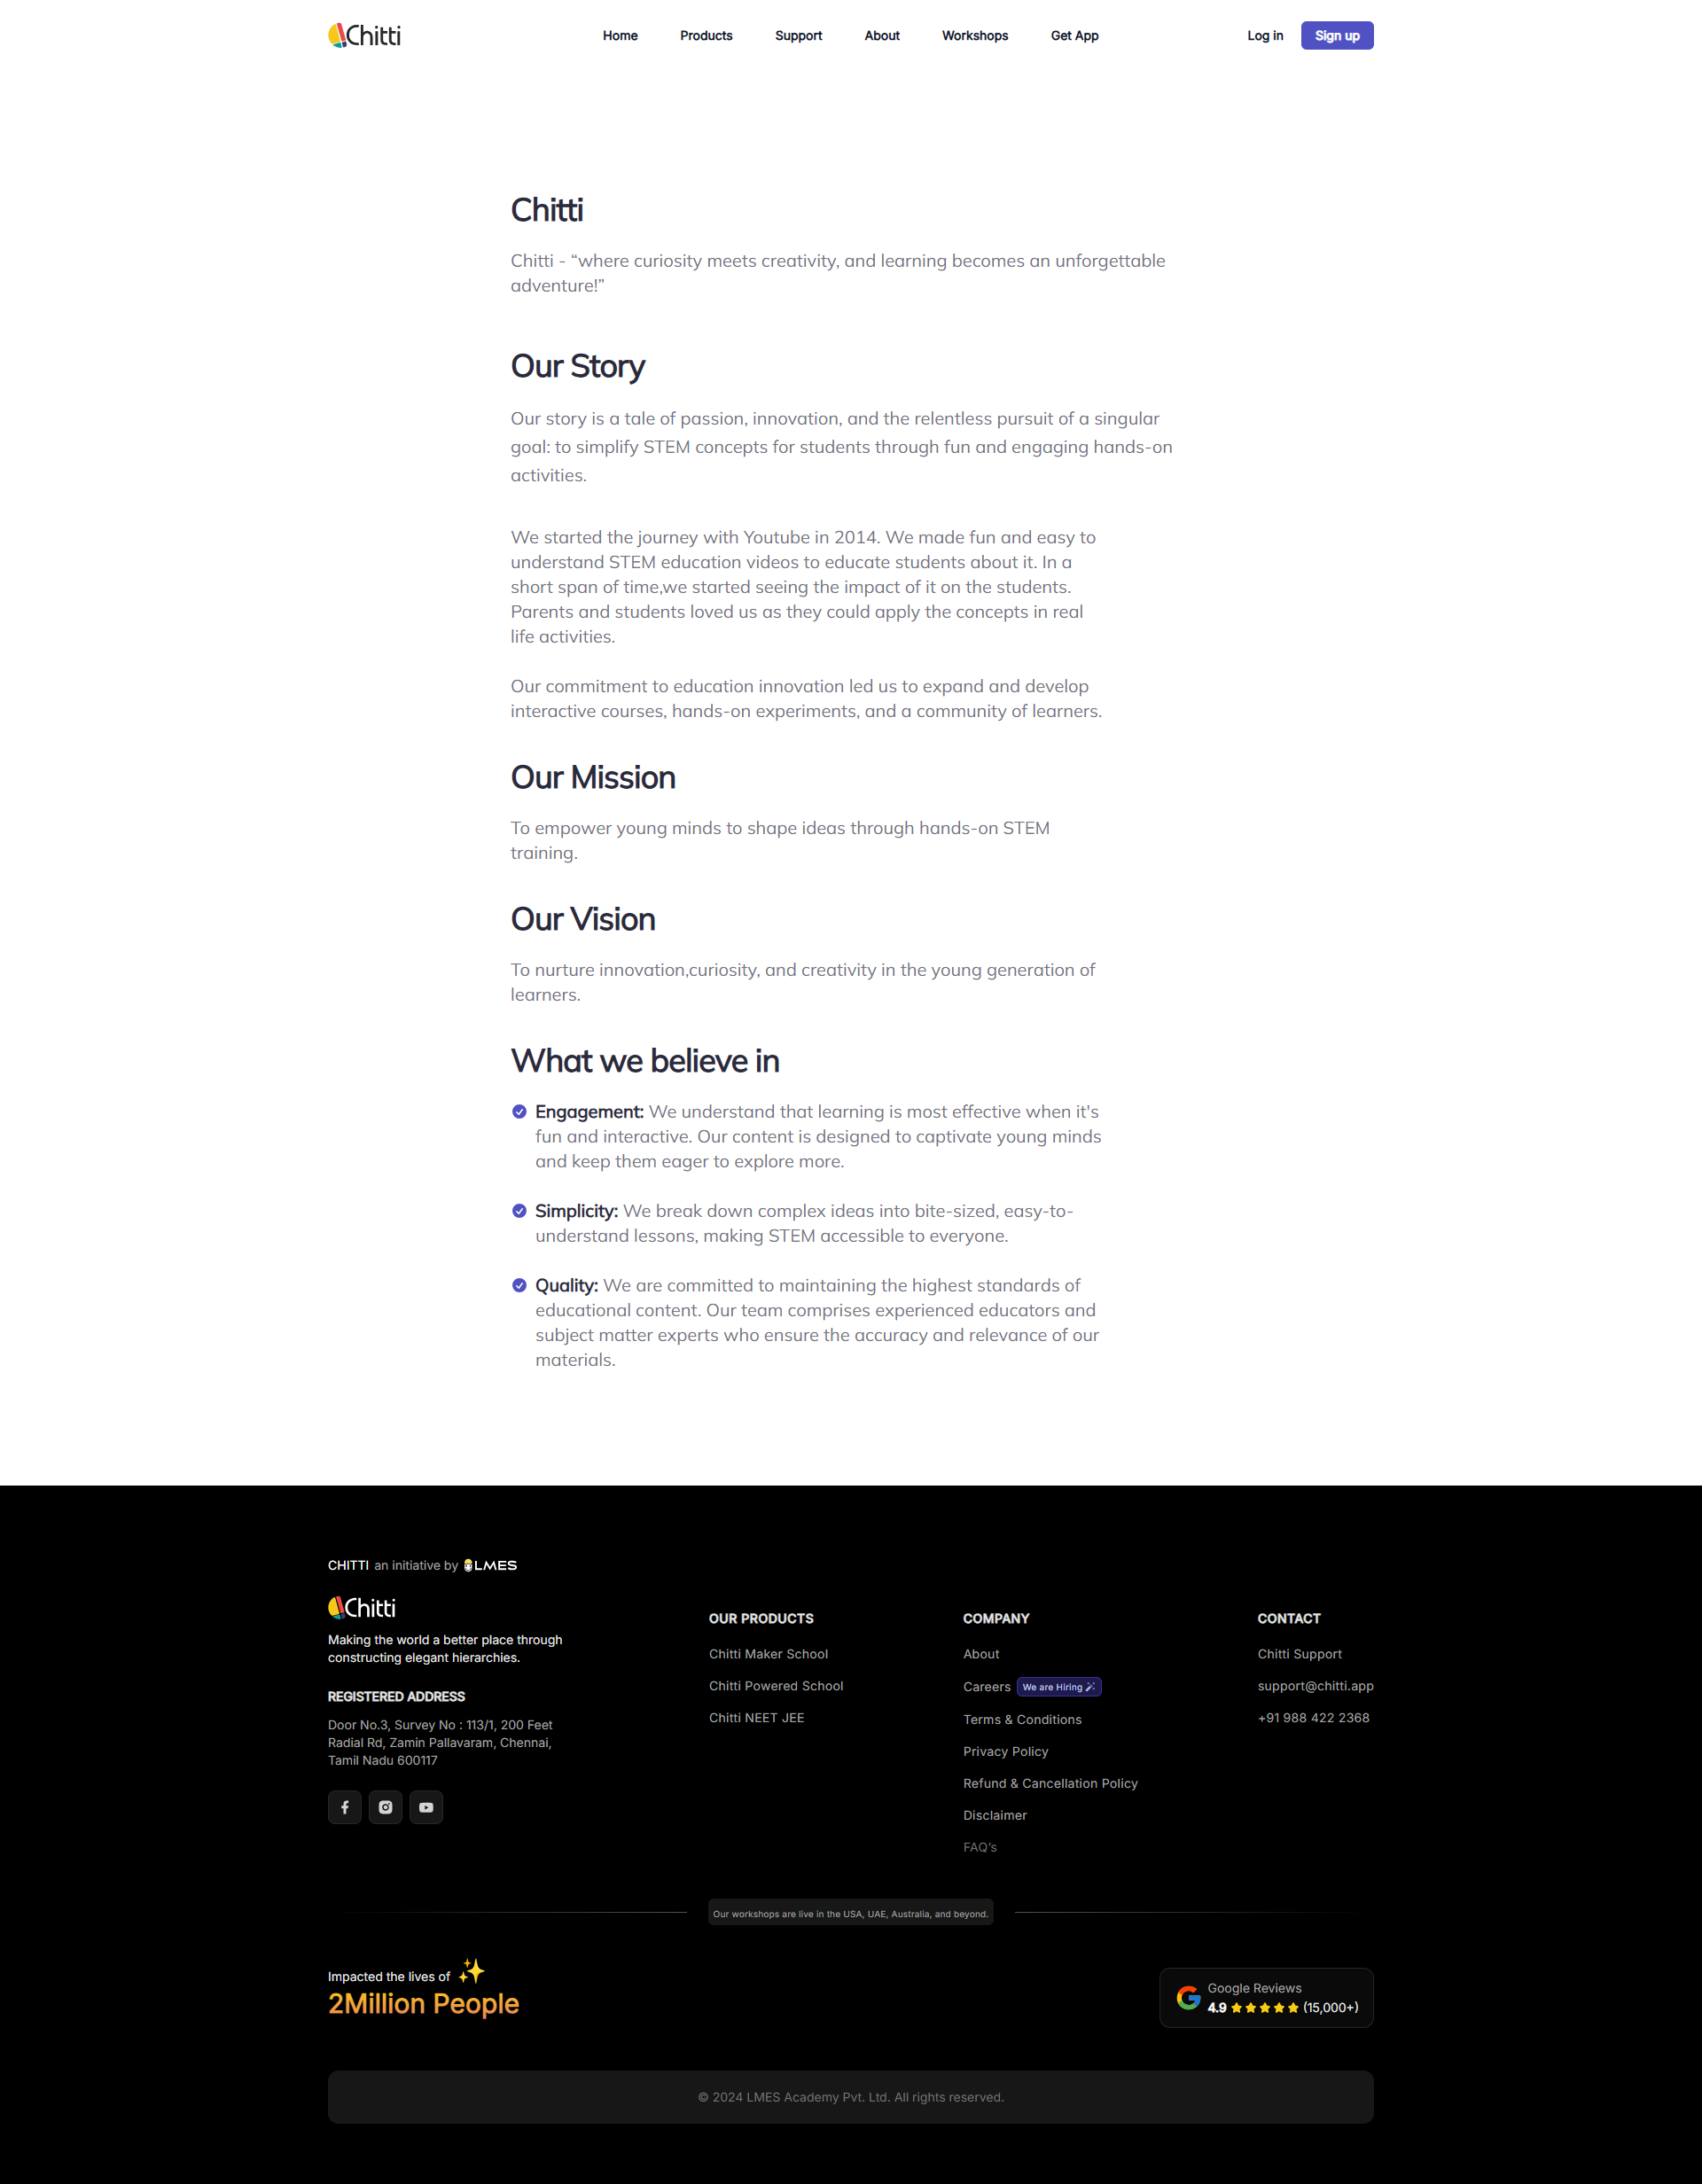 Chitti
Home
Products
Support
About
Workshops
Get App
Log in
Sign up
Chitti
Chitti - “where curiosity meets creativity, and learning becomes an unforgettable
adventure!”
Our Story
Our story is a tale of passion, innovation, and the relentless pursuit of a singular
goal: to simplify STEM concepts for students through fun and engaging hands-on
activities.
We started the journey with Youtube in 2014. We made fun and easy to
understand STEM education videos to educate students about it. In a
short span of time,we started seeing the impact of it on the students.
Parents and students loved us as they could apply the concepts in real
life activities.
Our commitment to education innovation led us to expand and develop
interactive courses, hands-on experiments, and a community of learners.
Our Mission
To empower young minds to shape ideas through hands-on STEM
training.
Our Vision
To nurture innovation,curiosity, and creativity in the young generation of
learners.
What we believe in
Engagement: We understand that learning is most effective when it's
fun and interactive. Our content is designed to captivate young minds
and keep them eager to explore more.
Simplicity: We break down complex ideas into bite-sized, easy-to-
understand lessons, making STEM accessible to everyone.
Quality: We are committed to maintaining the highest standards of
educational content. Our team comprises experienced educators and
subject matter experts who ensure the accuracy and relevance of our
materials.
CHITTI an initiative by LMES
Chitti
Making the world a better place through
constructing elegant hierarchies.
REGISTERED ADDRESS
Door No.3, Survey No : 113/1, 200 Feet
Radial Rd, Zamin Pallavaram, Chennai,
Tamil Nadu 600117
OUR PRODUCTS
Chitti Maker School
Chitti Powered School
Chitti NEET JEE
COMPANY
About
Careers We are Hiring
Terms & Conditions
Privacy Policy
Refund & Cancellation Policy
Disclaimer
FAQ’s
CONTACT
Chitti Support
support@chitti.app
+91 988 422 2368
Our workshops are live in the USA, UAE, Australia, and beyond.
Impacted the lives of
2Million People
Google Reviews
4.9 (15,000+)
© 2024 LMES Academy Pvt. Ltd. All rights reserved.